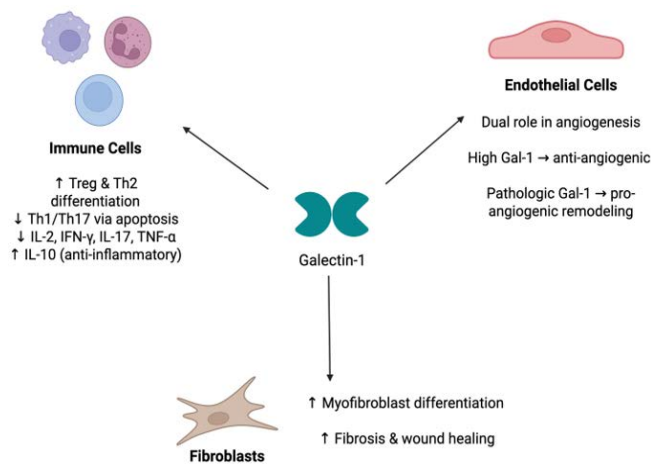 Immune Cells
↑ Treg & Th2
differentiation
↓ Th1/Th17 via apoptosis
↓ IL-2, IFN-γ, IL-17, TNF-α
↑ IL-10 (anti-inflammatory)
Endothelial Cells
Dual role in angiogenesis
High Gal-1 → anti-angiogenic
Pathologic Gal-1 → pro-
angiogenic remodeling
Galectin-1
↑ Myofibroblast differentiation
↑ Fibrosis & wound healing
Fibroblasts